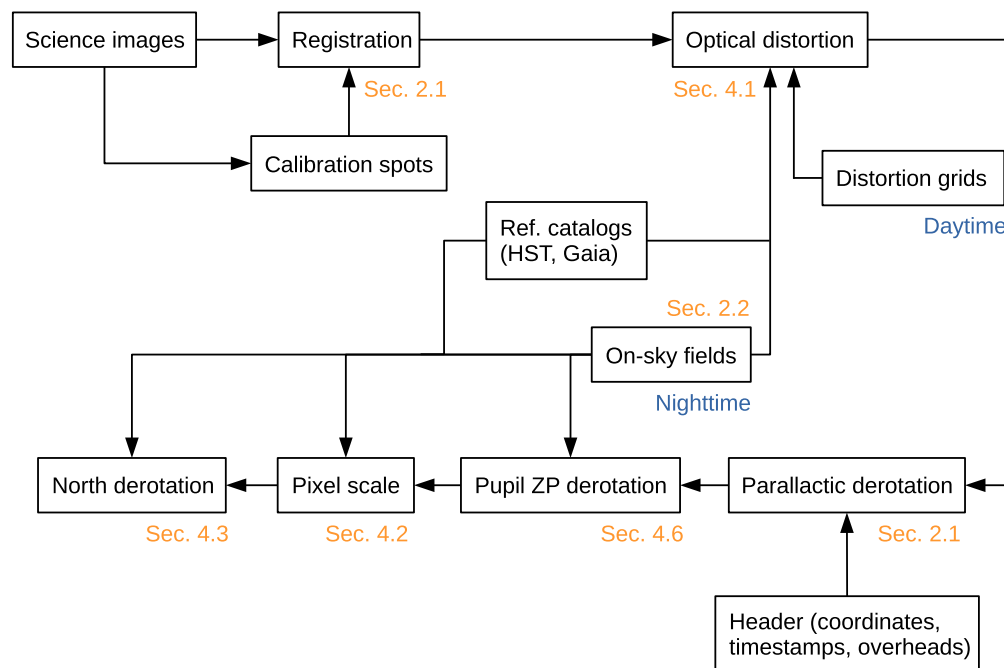 Science images
Registration
Optical distortion
Sec. 2.1
Sec. 4.1
Calibration spots
Distortion grids
Daytime
Ref. catalogs
(HST, Gaia)
Sec. 2.2
On-sky fields
Nighttime
North derotation
Pixel scale
Pupil ZP derotation
Parallactic derotation
Sec. 4.3
Sec. 4.2
Sec. 4.6
Sec. 2.1
Header (coordinates,
timestamps, overheads)